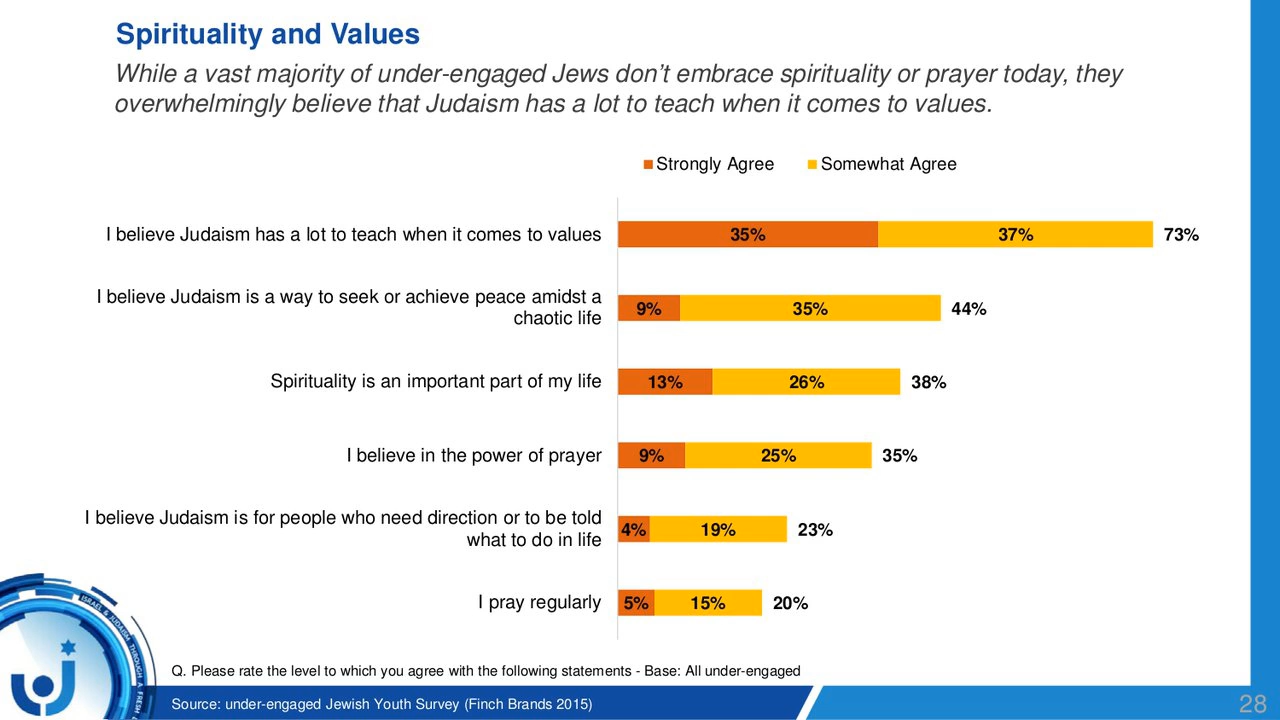 Spirituality and Values
While a vast majority of under-engaged Jews don’t embrace spirituality or prayer today, they
overwhelmingly believe that Judaism has a lot to teach when it comes to values.
Strongly Agree Somewhat Agree
I believe Judaism has a lot to teach when it comes to values 35% 37% 73%
I believe Judaism is a way to seek or achieve peace amidst a
chaotic life 9% 35% 44%
Spirituality is an important part of my life 13% 26% 38%
I believe in the power of prayer 9% 25% 35%
I believe Judaism is for people who need direction or to be told
what to do in life 4% 19% 23%
I pray regularly 5% 15% 20%
ISRAEL & JUDAISM THROUGH A FRESH
Q. Please rate the level to which you agree with the following statements - Base: All under-engaged
Source: under-engaged Jewish Youth Survey (Finch Brands 2015)
28